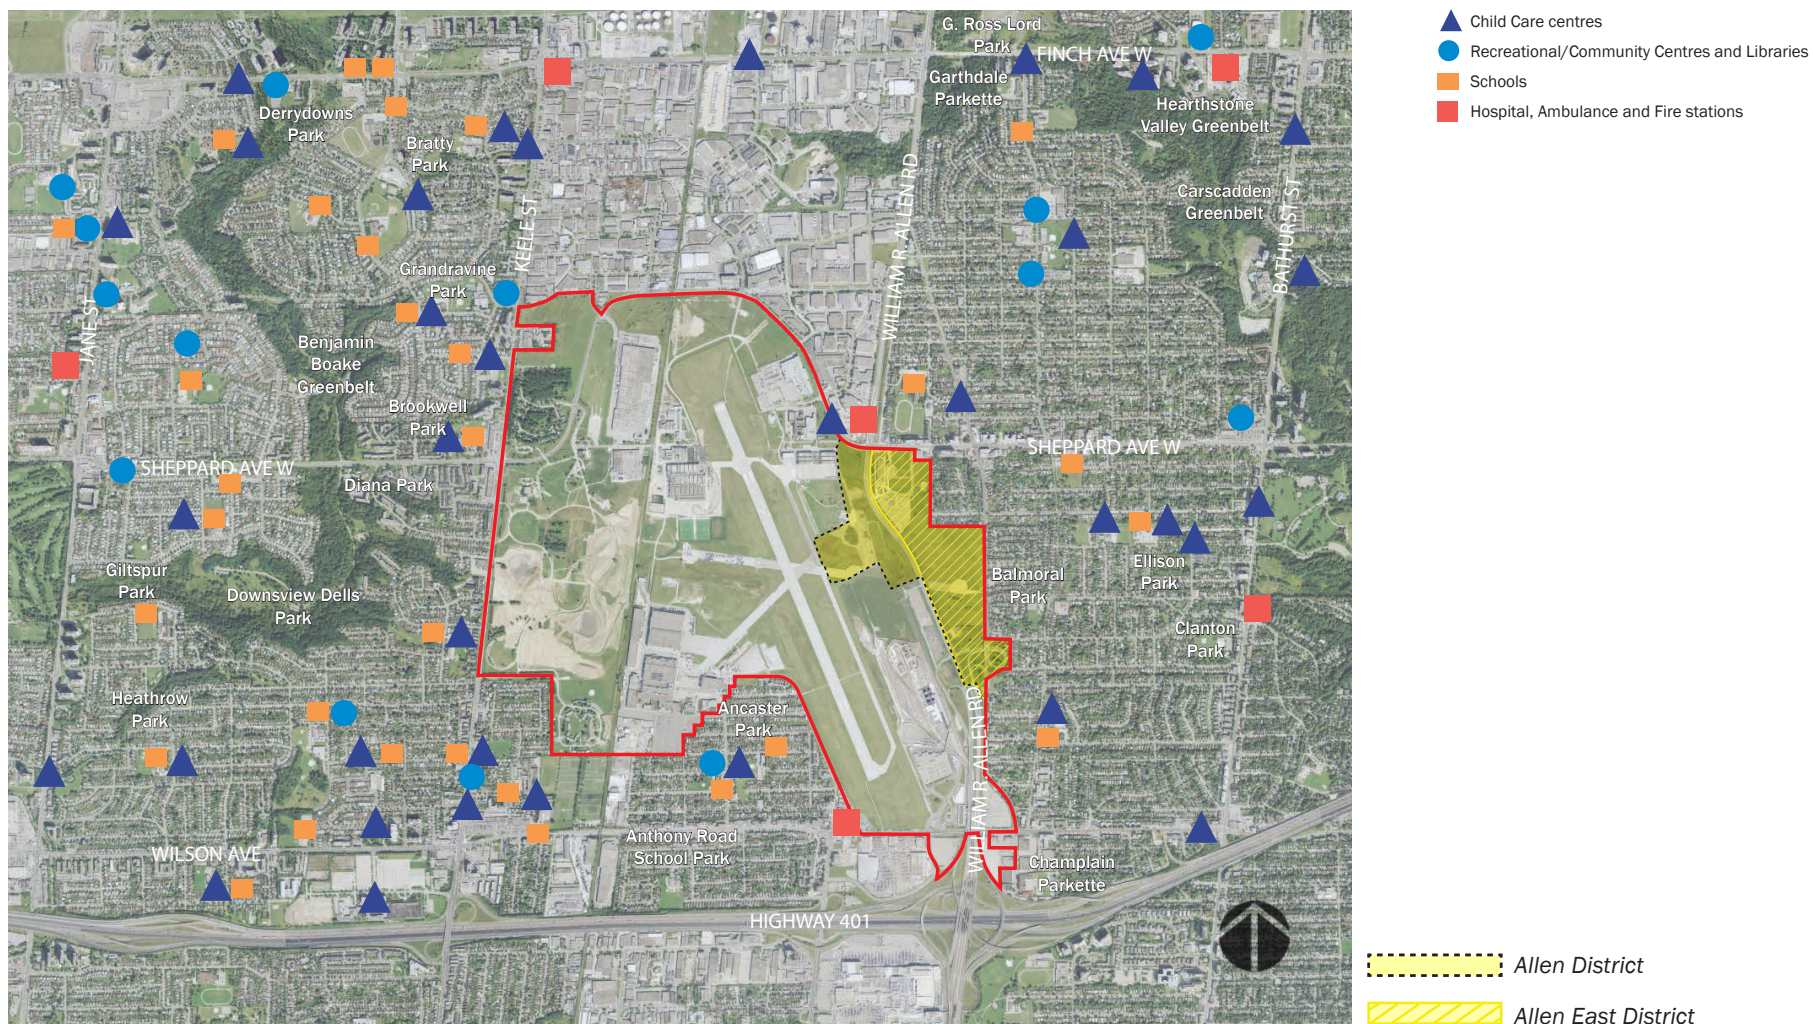 Child Care centres
Recreational/Community Centres and Libraries
Schools
Hospital, Ambulance and Fire stations
G. Ross Lord
Park
FINCH AVE W
Garthdale
Parkette
Hearthstone
Valley Greenbelt
Derrydowns
Park
Bratty
Park
Carscadden
Greenbelt
WILLIAM R. ALLEN RD
KEELE ST
BATHURST ST
Grandravine
Park
JANE ST
Benjamin
Boake
Greenbelt
Brookwell
Park
SHEPPARD AVE W
SHEPPARD AVE W
Diana Park
Giltspur
Park
Downsview Dells
Park
Balmoral
Park
Ellison
Park
Clanton
Park
Heathrow
Park
Ancaster
Park
WILLIAM R. ALLEN RD
Anthony Road
School Park
WILSON AVE
Champlain
Parkette
HIGHWAY 401
Allen District
Allen East District